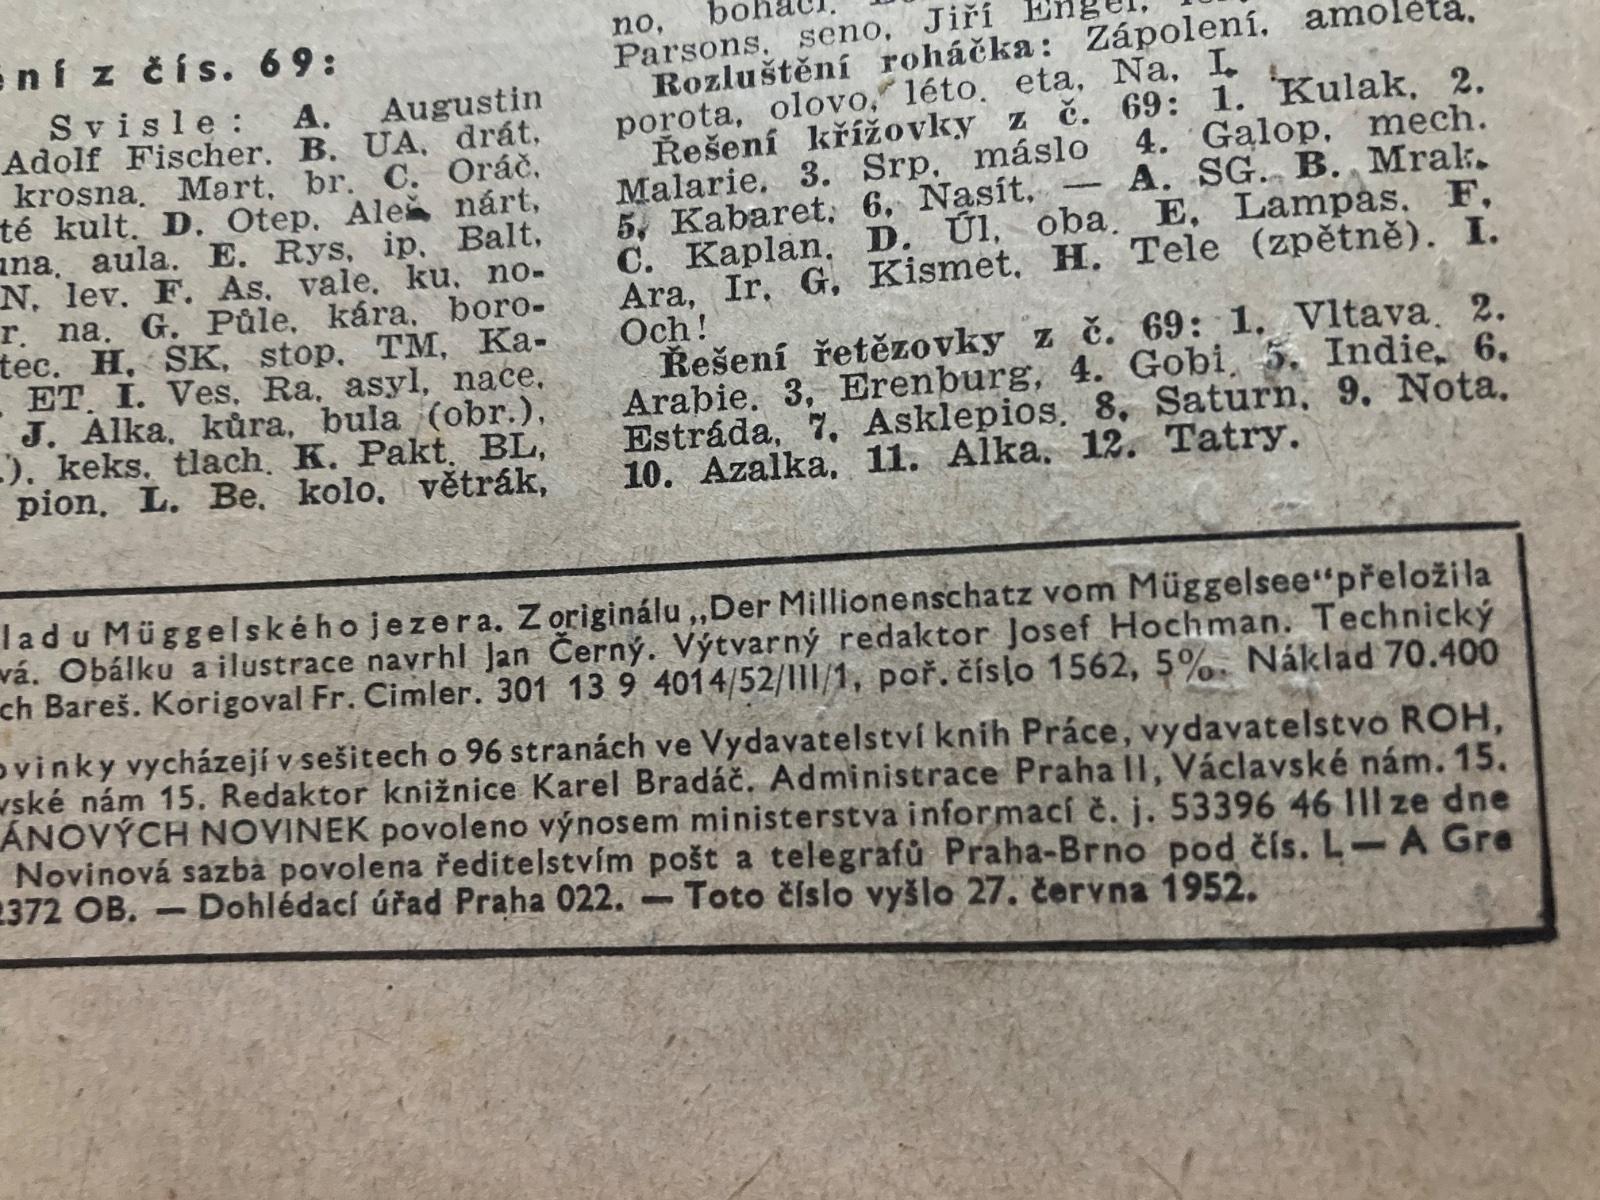 ení z čís. 69:
Svisle: A. Augustin
Adolf Fischer. B. UA, drát,
krosna. Mart. br. C. Oráč.
té kult. D. Otep. Aleš nárt,
una. aula. E. Rys, ip. Balt.
N. lev. F. As. vale. ku, no-
r. na. G. Půle. kára, boro-
tec. H. SK, stop. TM, Ka-
ET. I. Ves, Ra, asyl, nace.
J. Alka, kůra, bula (obr.),
.). keks. tlach. K. Pakt. BL,
pion. L. Be. kolo, větrák,
no, boháči.
Parsons, seno, Jiří Engel,
Rozluštění roháčka: Zápolení, amoleta,
porota, olovo, léto. eta, Na, I.
Řešení křížovky z č. 69: 1. Kulak. 2.
Malarie. 3. Srp. máslo 4. Galop, mech.
5. Kabaret. 6. Nasít. — A. SG. B. Mrak.
C. Kaplan. D. Úl, oba. E. Lampas. F.
Ara, Ir. G. Kismet. H. Tele (zpětně). I.
Och!
Řešení řetězovky z č. 69: 1. Vltava. 2.
Arabie. 3. Erenburg, 4. Gobi. 5. Indie. 6.
Estráda, 7. Asklepios. 8. Saturn. 9. Nota.
10. Azalka, 11. Alka. 12. Tatry.
lad u Müggelského jezera. Z originálu „Der Millionenschatz vom Müggelsee“ přeložila
vá. Obálku a ilustrace navrhl Jan Černý. Výtvarný redaktor Josef Hochman. Technický
ch Bareš. Korigoval Fr. Cimler. 301 13 9 4014/52/III/1, poř. číslo 1562, 5%. Náklad 70.400
ovinky vycházejí v sešitech o 96 stranách ve Vydavatelství knih Práce, vydavatelstvo ROH,
vské nám 15. Redaktor knižnice Karel Bradáč. Administrace Praha II, Václavské nám. 15.
ÁNOVÝCH NOVINEK povoleno výnosem ministerstva informací č. j. 53396 46 III ze dne
Novinová sazba povolena ředitelstvím pošt a telegrafů Praha-Brno pod čís. I. — A Gre
2372 OB. — Dohlédací úřad Praha 022. — Toto číslo vyšlo 27. června 1952.